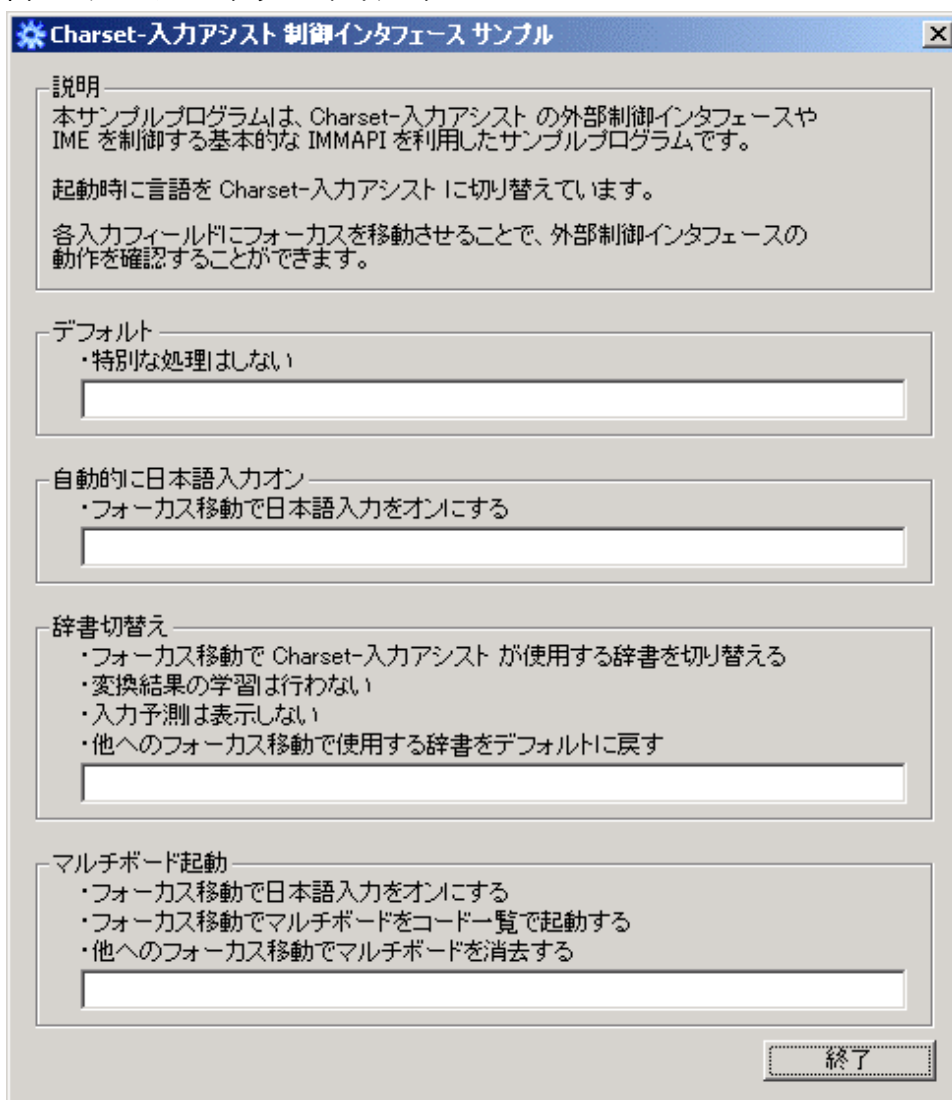 Charset-入力アシスト 制御インタフェース サンプル
説明
本サンプルプログラムは、Charset-入力アシスト の外部制御インタフェースや
IME を制御する基本的な IMMAPI を利用したサンプルプログラムです。
起動時に言語を Charset-入力アシスト に切り替えています。
各入力フィールドにフォーカスを移動させることで、外部制御インタフェースの
動作を確認することができます。
デフォルト
・特別な処理はしない
自動的に日本語入力オン
・フォーカス移動で日本語入力をオンにする
辞書切替え
・フォーカス移動で Charset-入力アシスト が使用する辞書を切り替える
・変換結果の学習は行わない
・入力予測は表示しない
・他へのフォーカス移動で使用する辞書をデフォルトに戻す
マルチボード起動
・フォーカス移動で日本語入力をオンにする
・フォーカス移動でマルチボードをコード一覧で起動する
・他へのフォーカス移動でマルチボードを消去する
終了